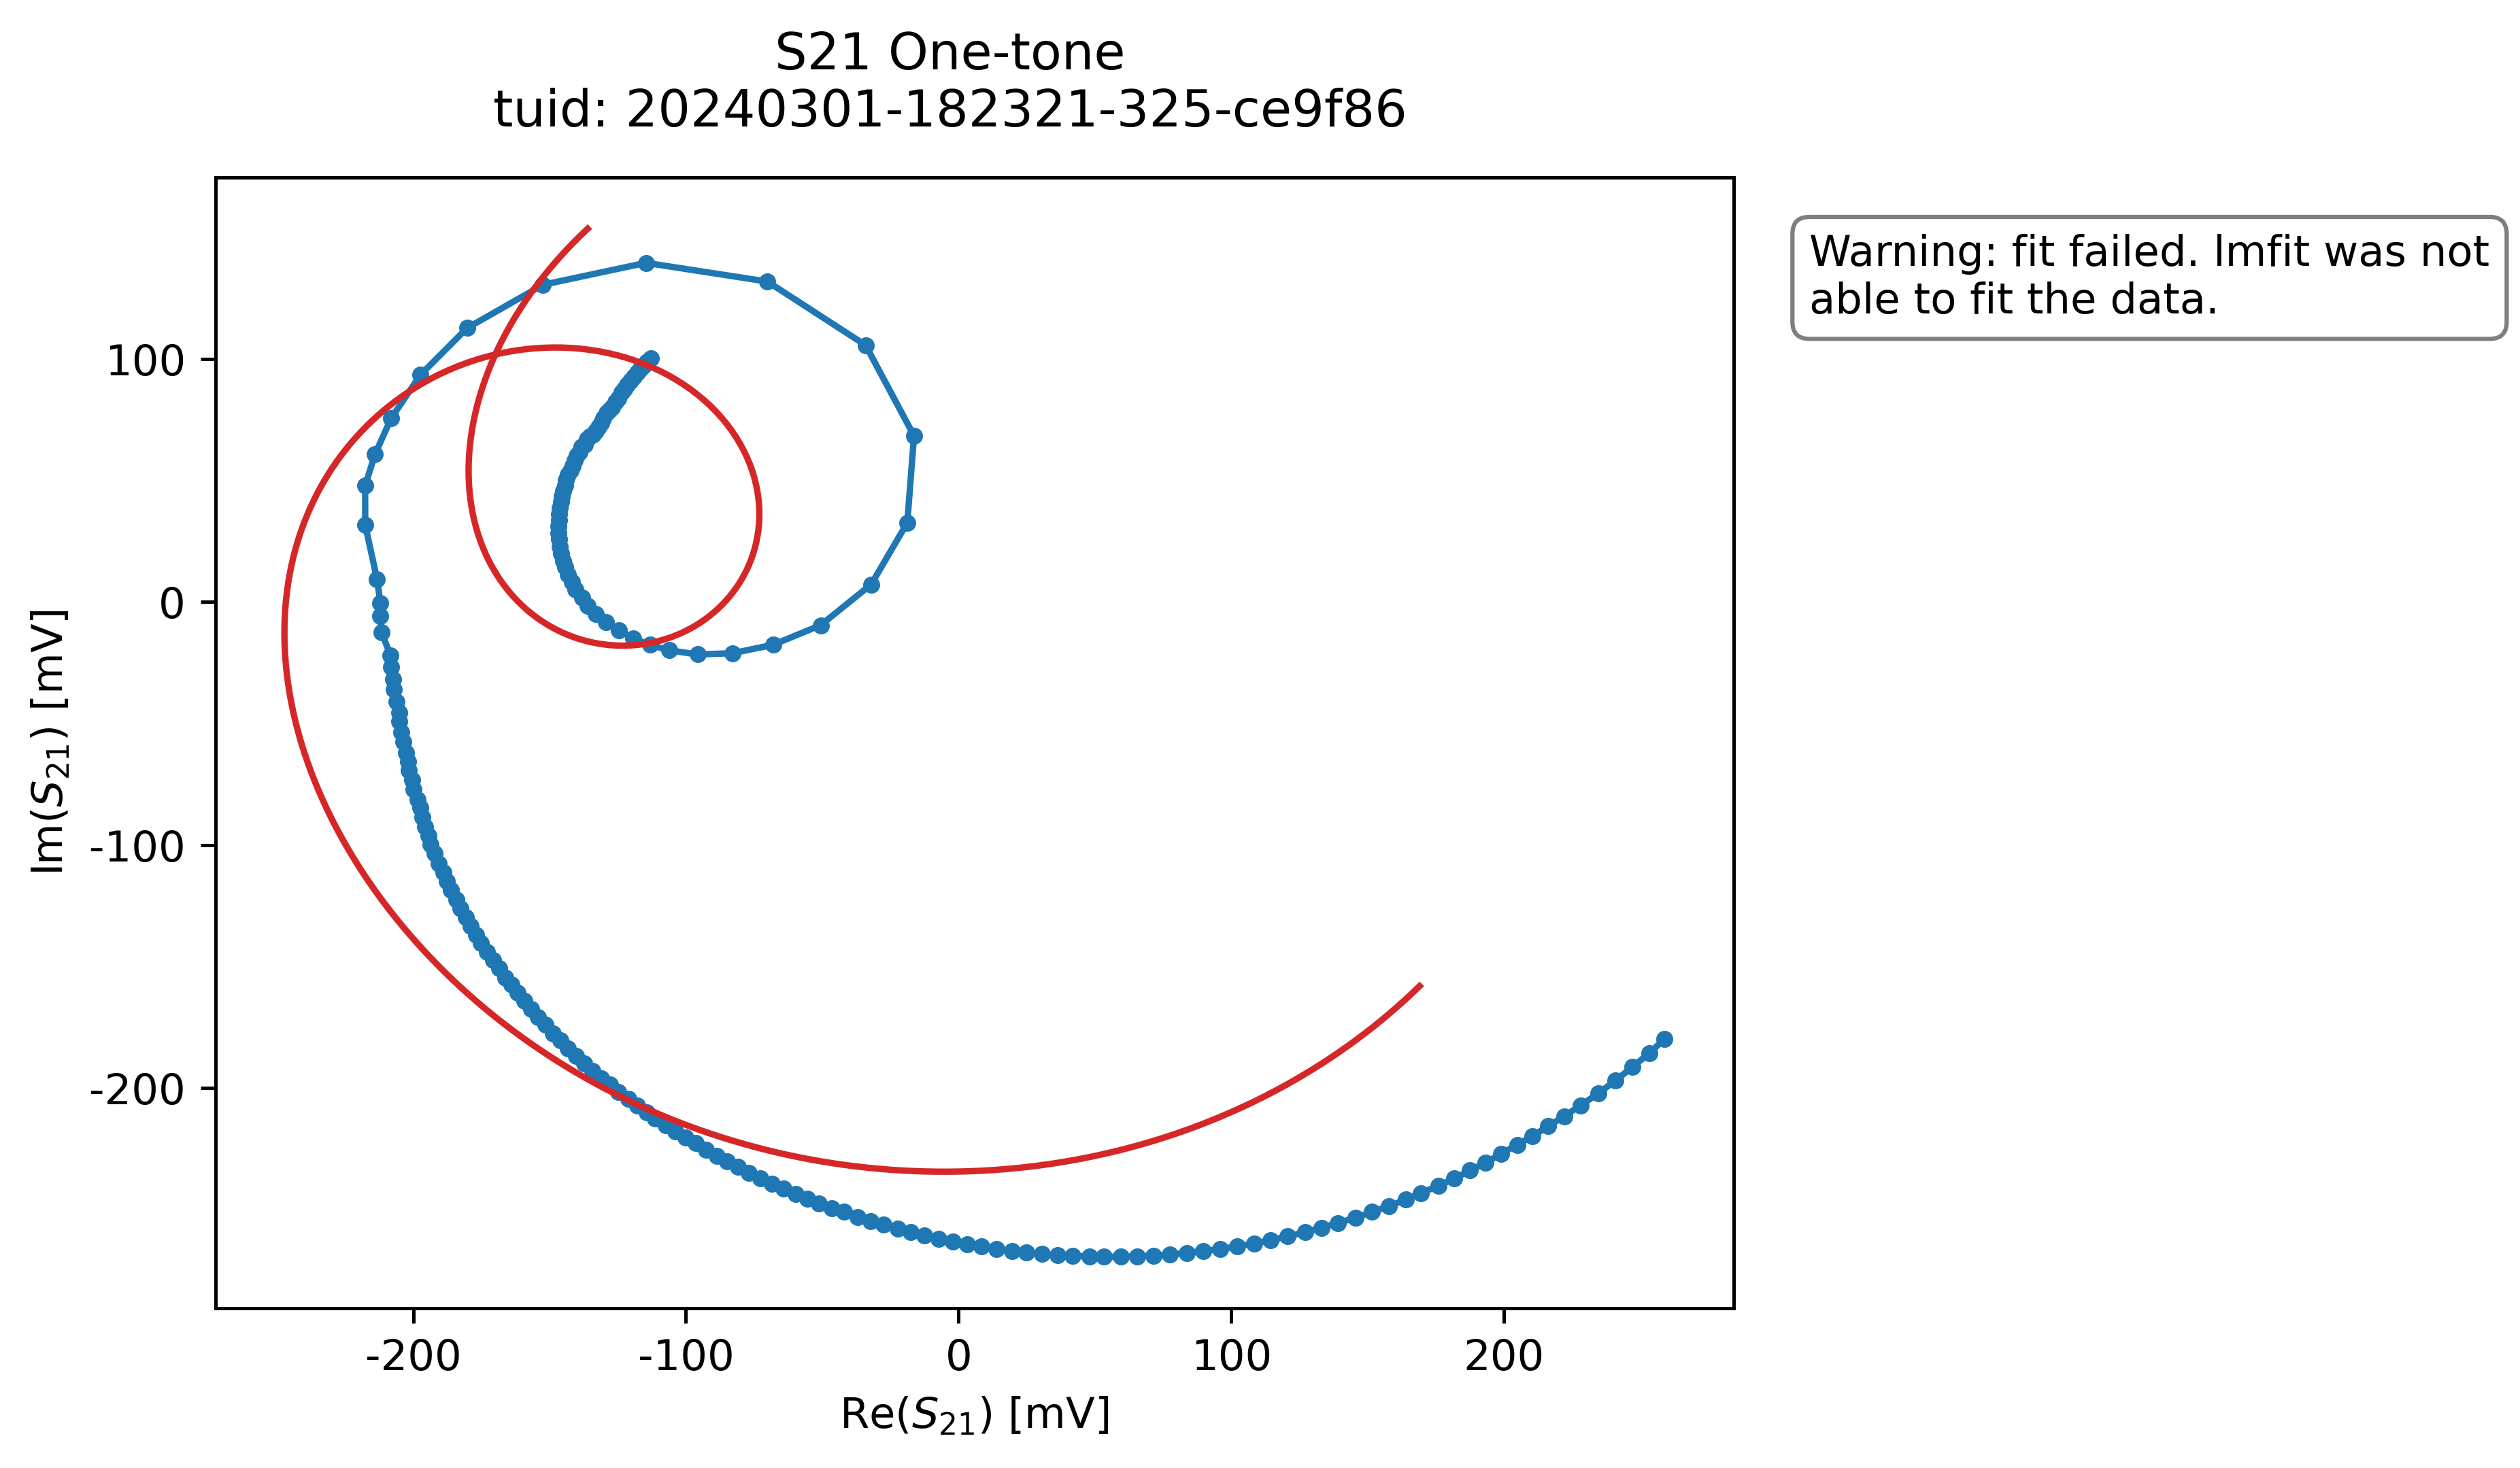 S21 One-tone
tuid: 20240301-182321-325-ce9f86
Warning: fit failed. lmfit was not
able to fit the data.
100
0
-100
-200
Im(S21) [mV]
-200
-100
0
100
200
Re(S21) [mV]